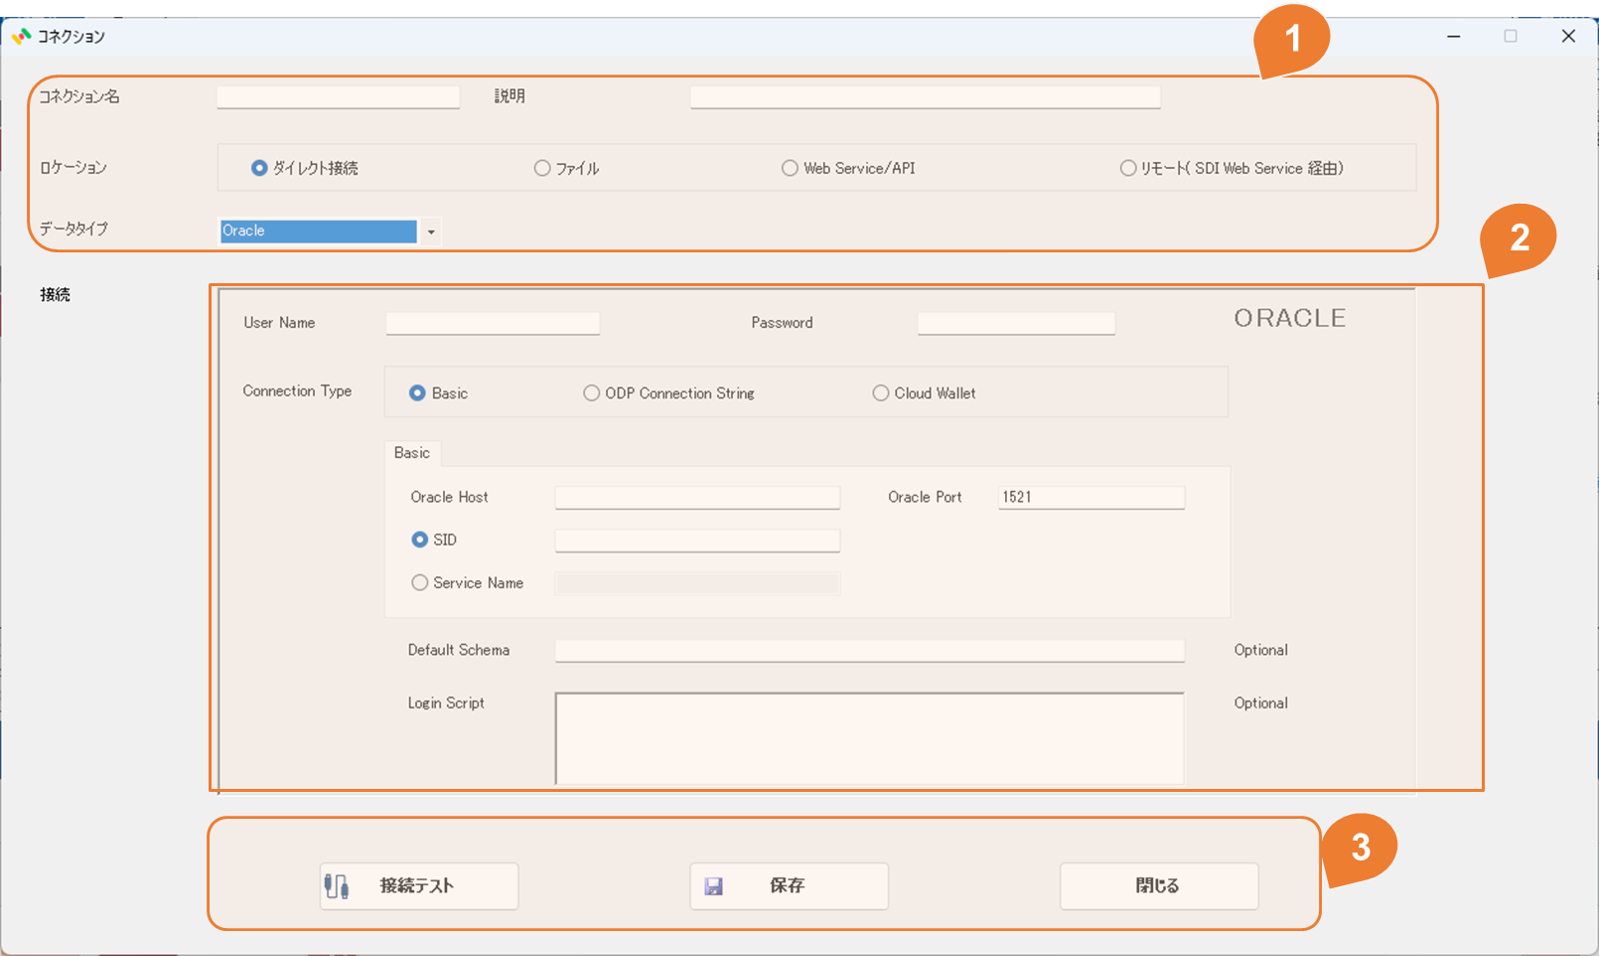 コネクション
1
コネクション名 説明
ロケーション ダイレクト接続 ファイル Web Service/API リモート( SDI Web Service 経由)
データタイプ Oracle
2
接続
User Name Password ORACLE
Connection Type Basic ODP Connection String Cloud Wallet
Basic
Oracle Host Oracle Port 1521
SID
Service Name
Default Schema Optional
Login Script Optional
3
接続テスト 保存 閉じる